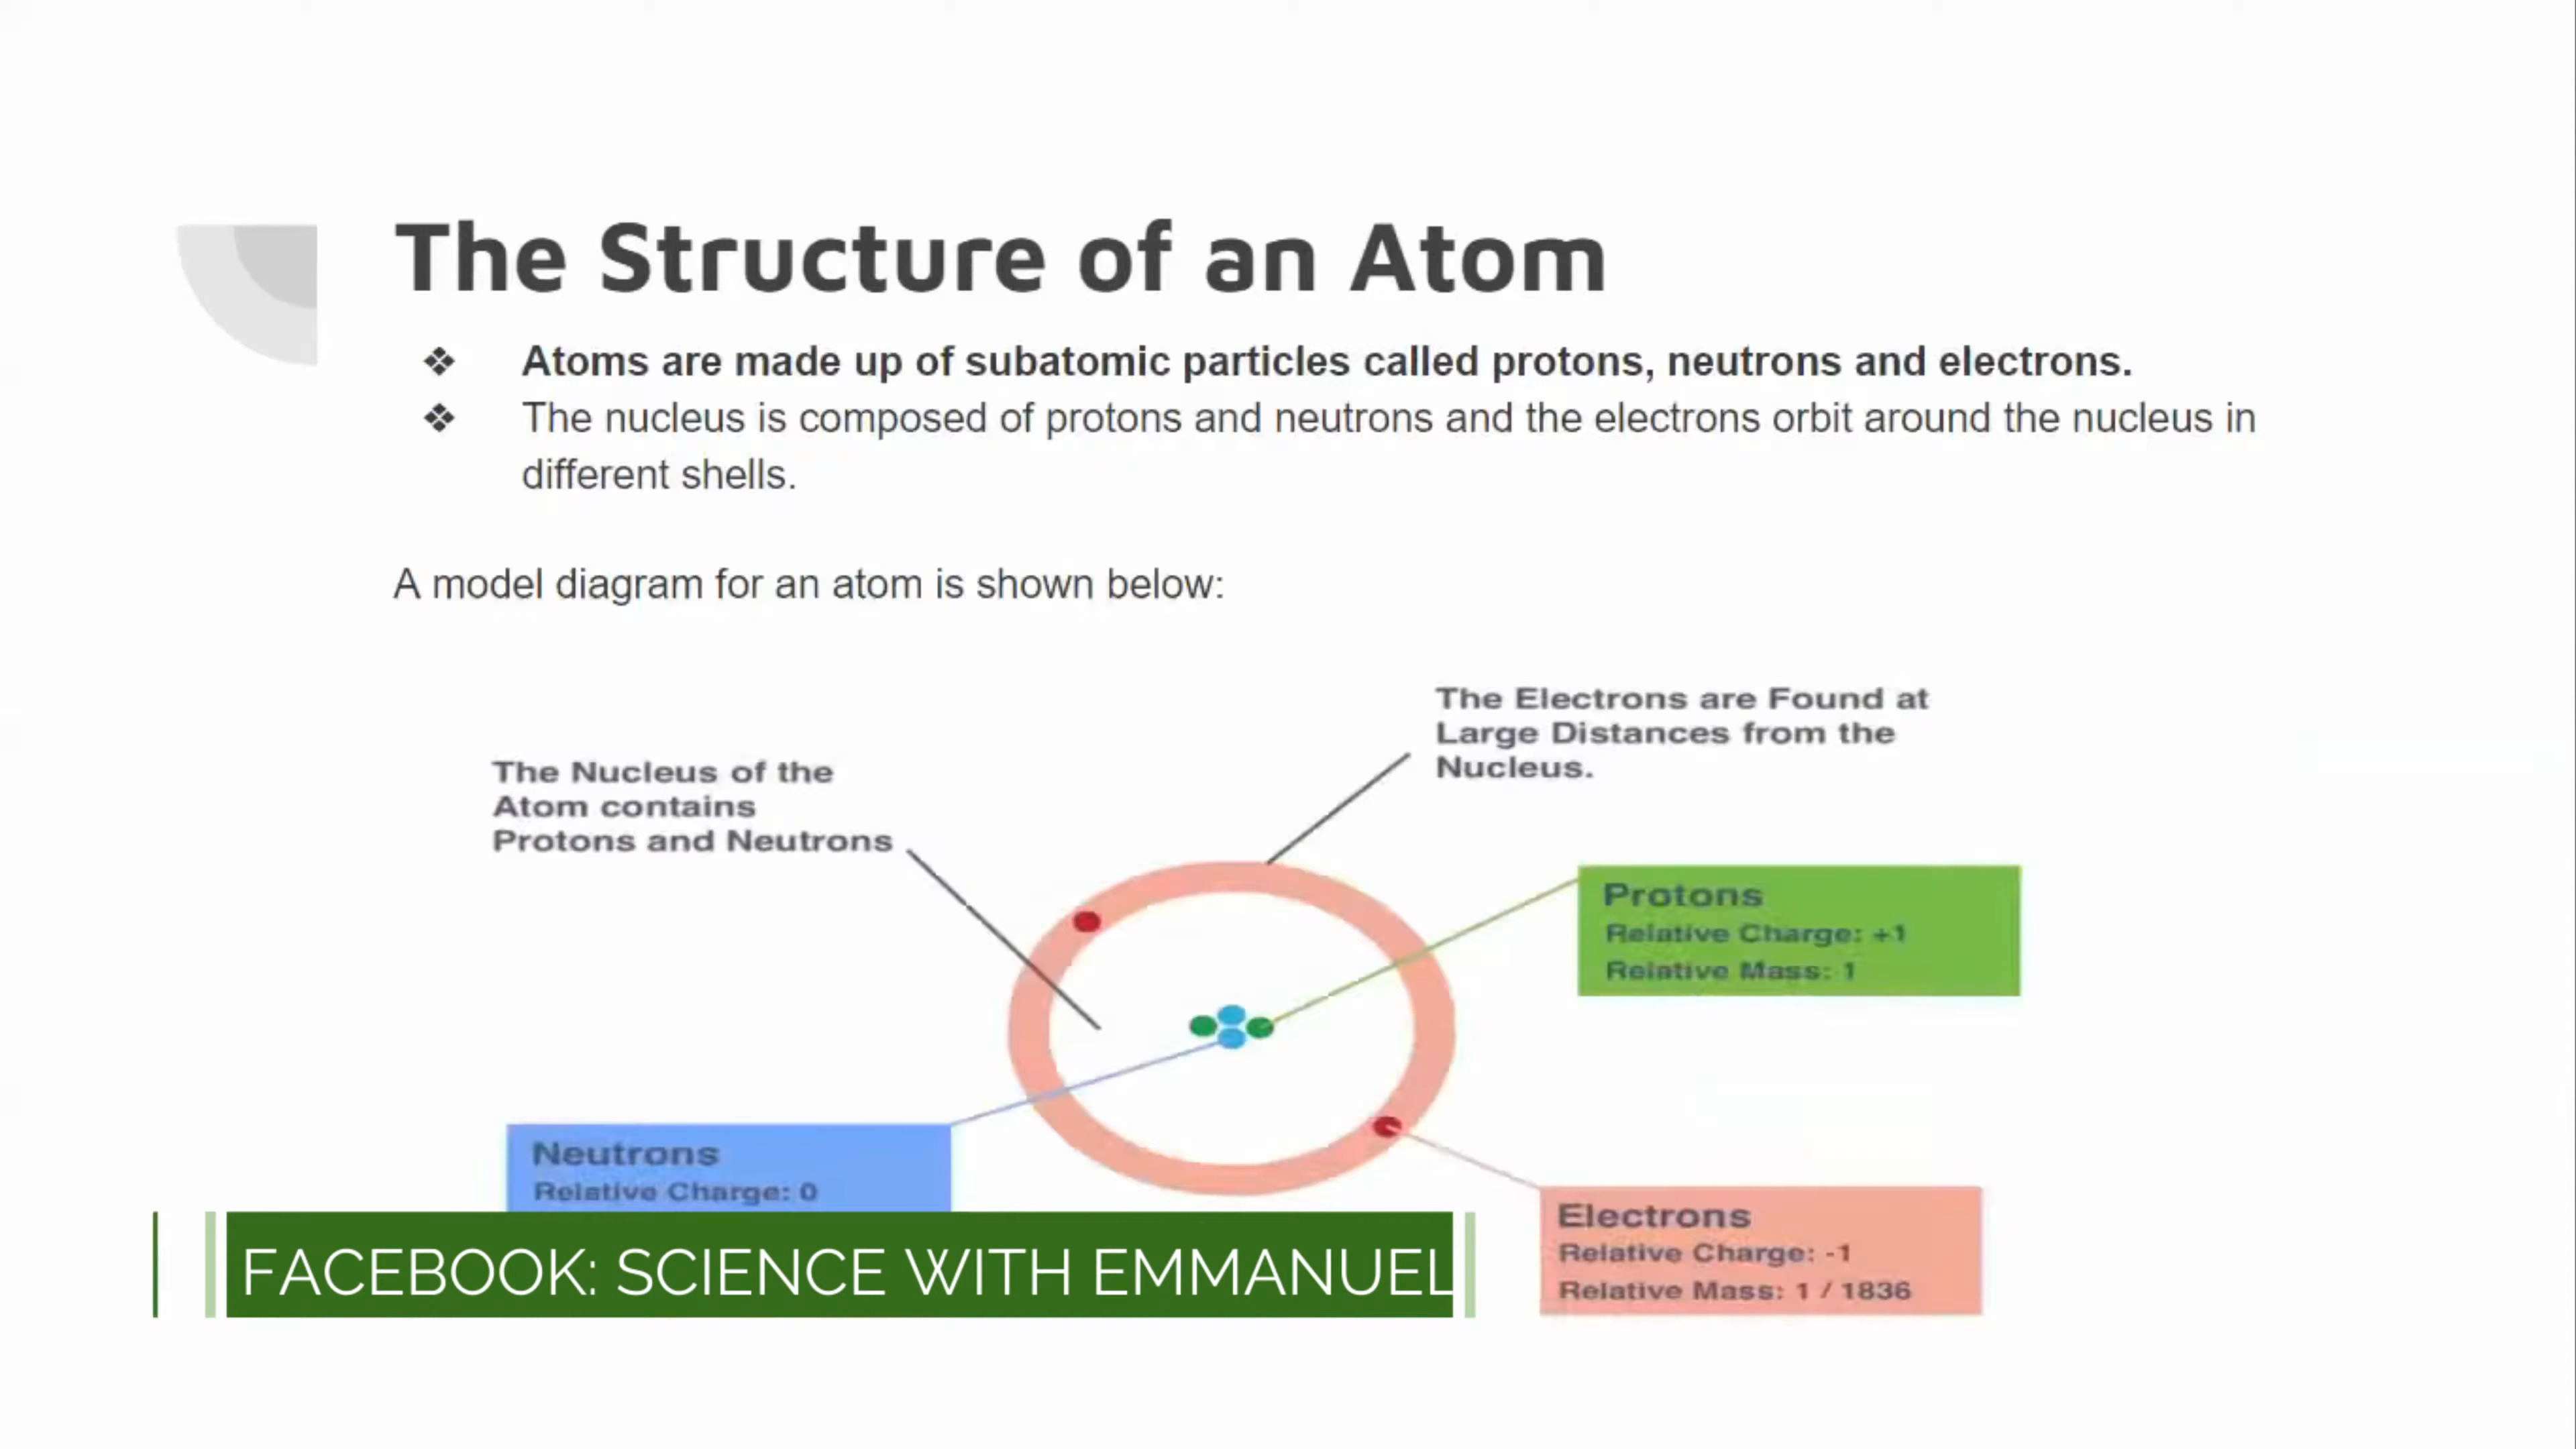 The Structure of an Atom
❖ Atoms are made up of subatomic particles called protons, neutrons and electrons.
❖ The nucleus is composed of protons and neutrons and the electrons orbit around the nucleus in
different shells.
A model diagram for an atom is shown below:
The Electrons are Found at
Large Distances from the
Nucleus.
The Nucleus of the
Atom contains
Protons and Neutrons
Protons
Relative Charge: +1
Relative Mass: 1
Neutrons
Relative Charge: 0
Electrons
Relative Charge: -1
Relative Mass: 1 / 1836
FACEBOOK: SCIENCE WITH EMMANUEL